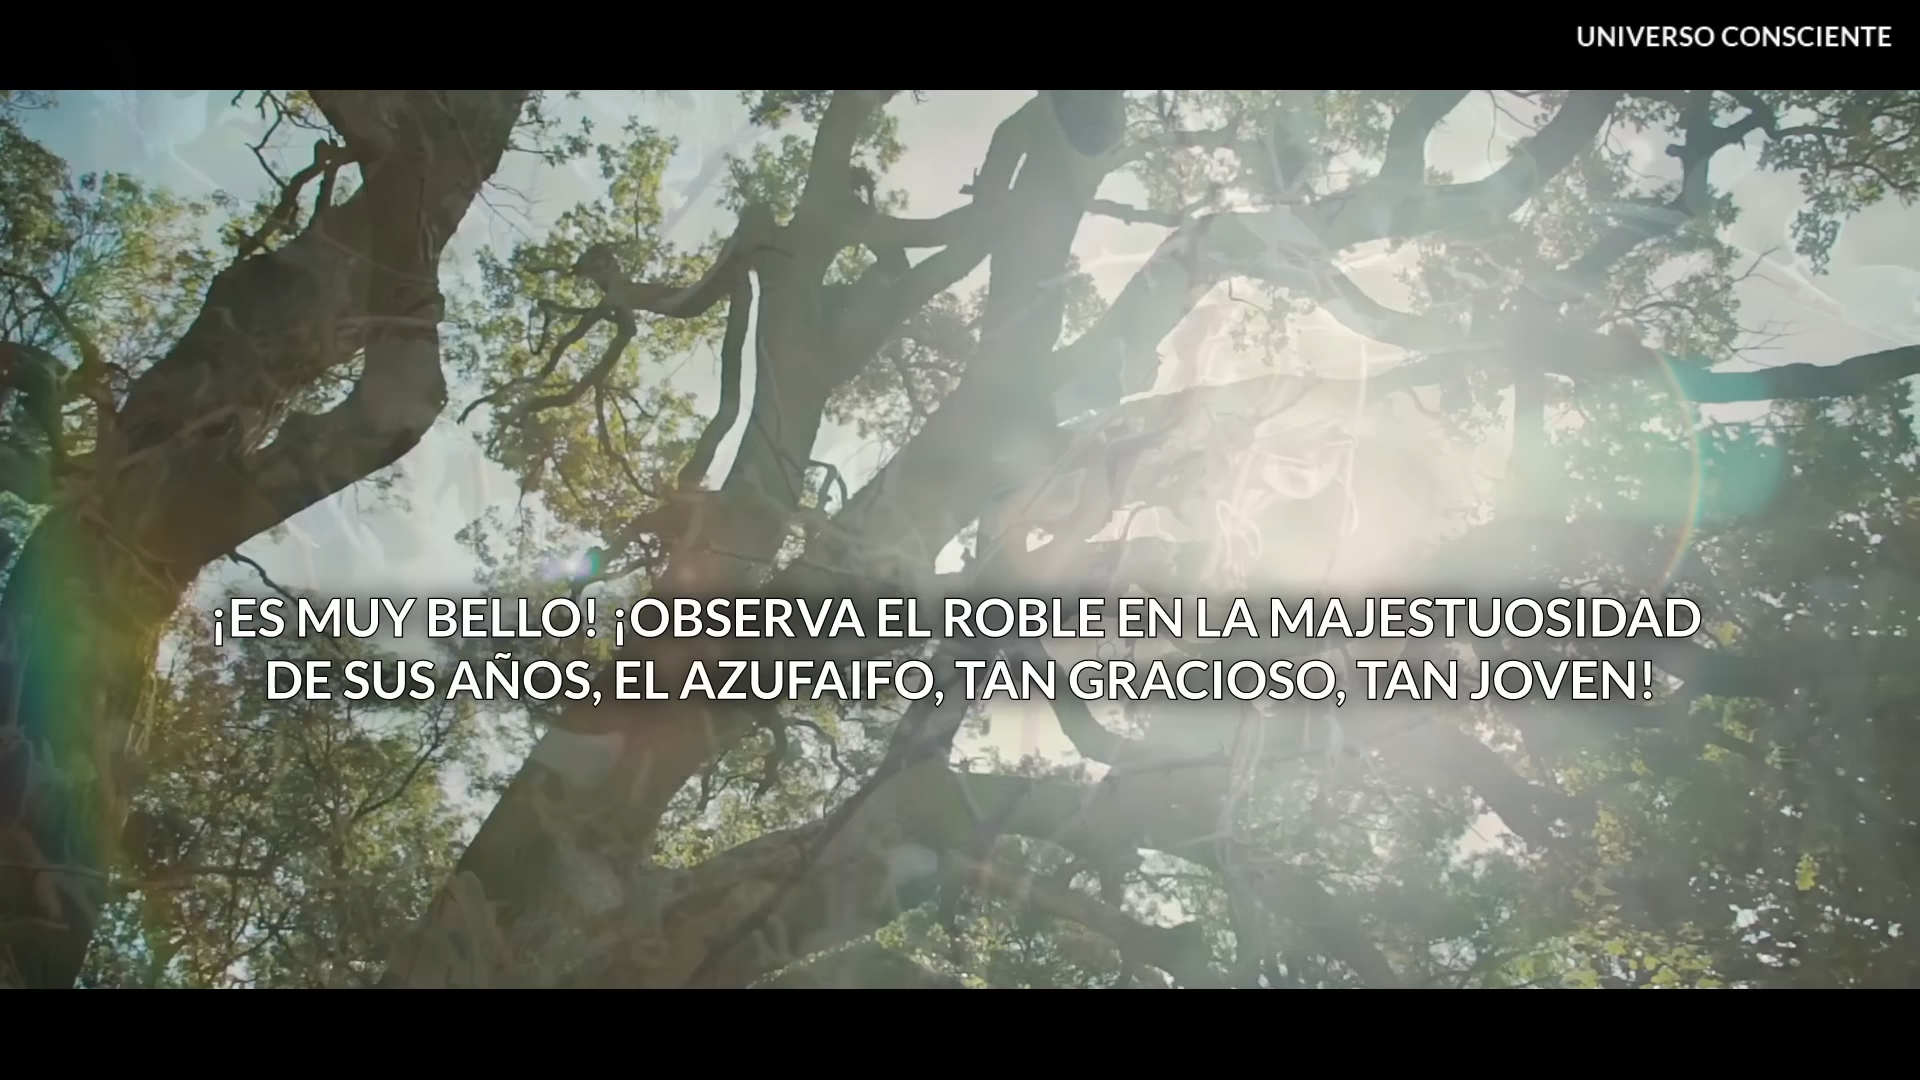 UNIVERSO CONSCIENTE
¡ES MUY BELLO! ¡OBSERVA EL ROBLE EN LA MAJESTUOSIDAD
DE SUS AÑOS, EL AZUFAIFO, TAN GRACIOSO, TAN JOVEN!